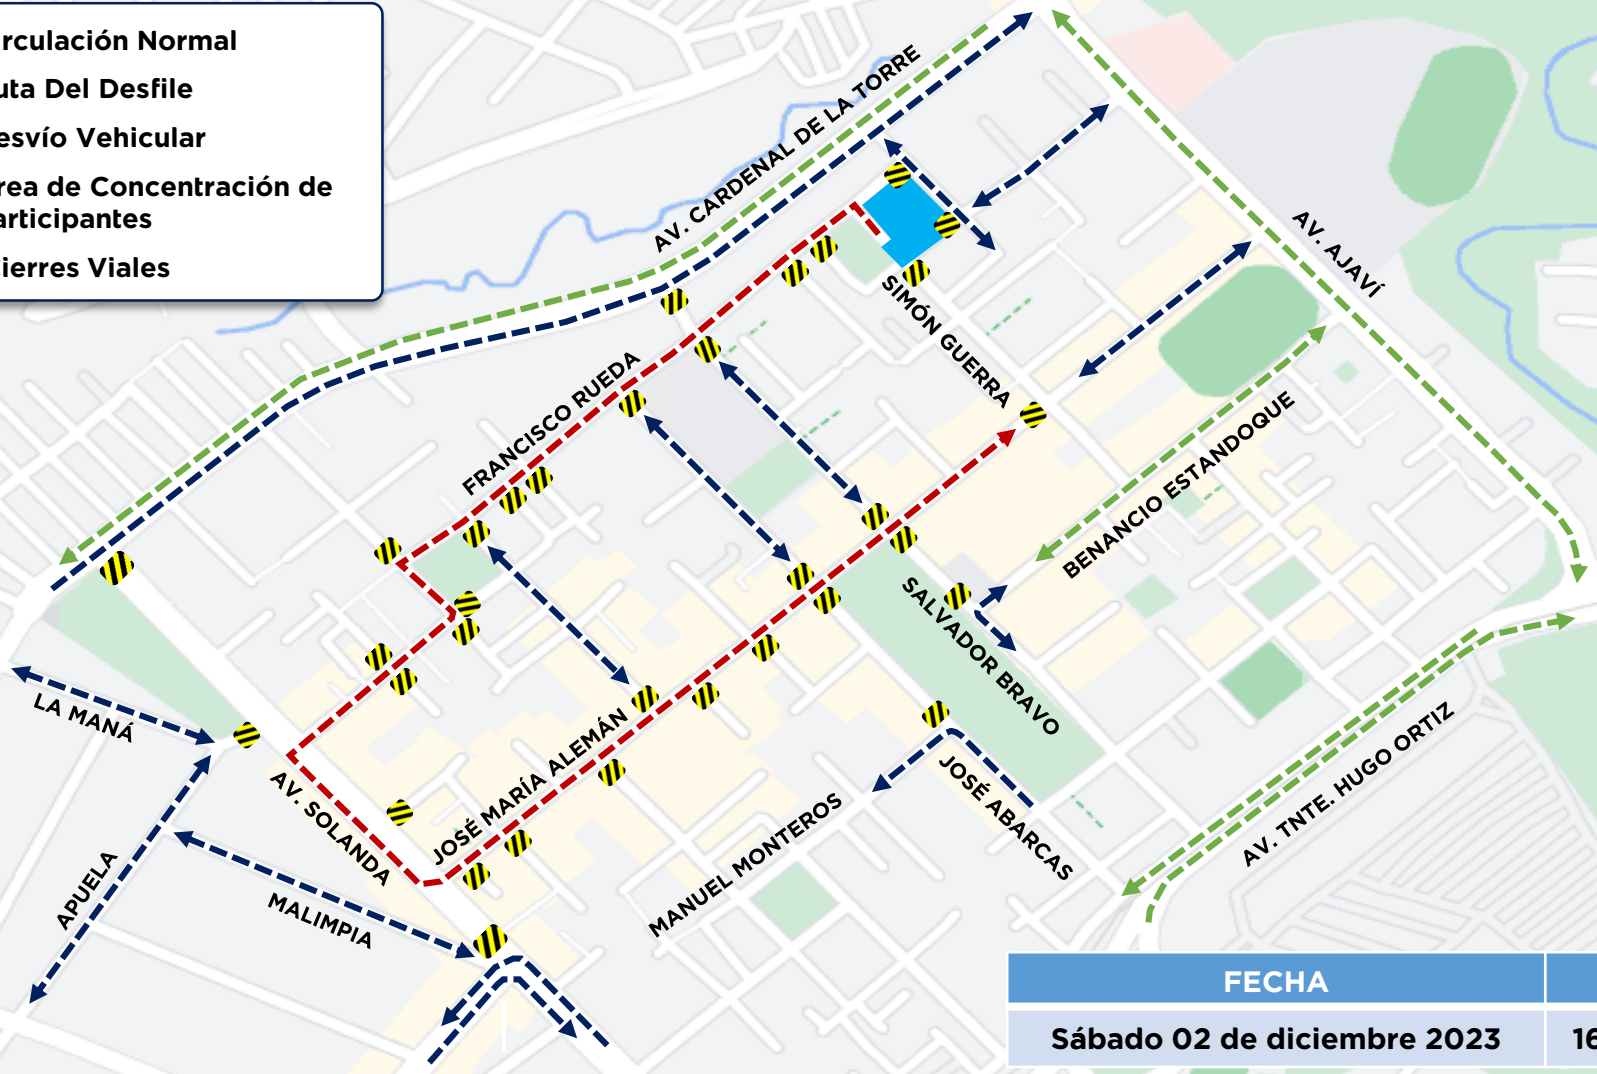 irculación Normal
uta Del Desfile
esvío Vehicular
rea de Concentración de
articipantes
ierres Viales
AV. CARDENAL DE LA TORRE
AV. AJAVÍ
SIMÓN GUERRA
FRANCISCO RUEDA
BENANCIO ESTANDOQUE
SALVADOR BRAVO
LA MANÁ
JOSÉ MARÍA ALEMÁN
AV. SOLANDA
JOSÉ ABARCAS
AV. TNTE. HUGO ORTIZ
MANUEL MONTEROS
APUELA
MALIMPIA
FECHA
Sábado 02 de diciembre 2023
16